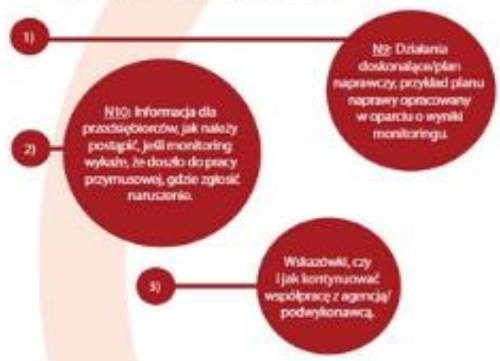 1)
N9: Działania
doskonalące/plan
naprawczy, przykład planu
naprawy opracowany
w oparciu o wyniki
monitoringu.
2)
N10: Informacja dla
przedsiębiorców, jak należy
postąpić, jeśli monitoring
wykaże, że doszło do pracy
przymusowej, gdzie zgłosić
naruszenie.
3)
Wskazówki, czy
i jak kontynuować
współpracę z agencją/
podwykonawcą.